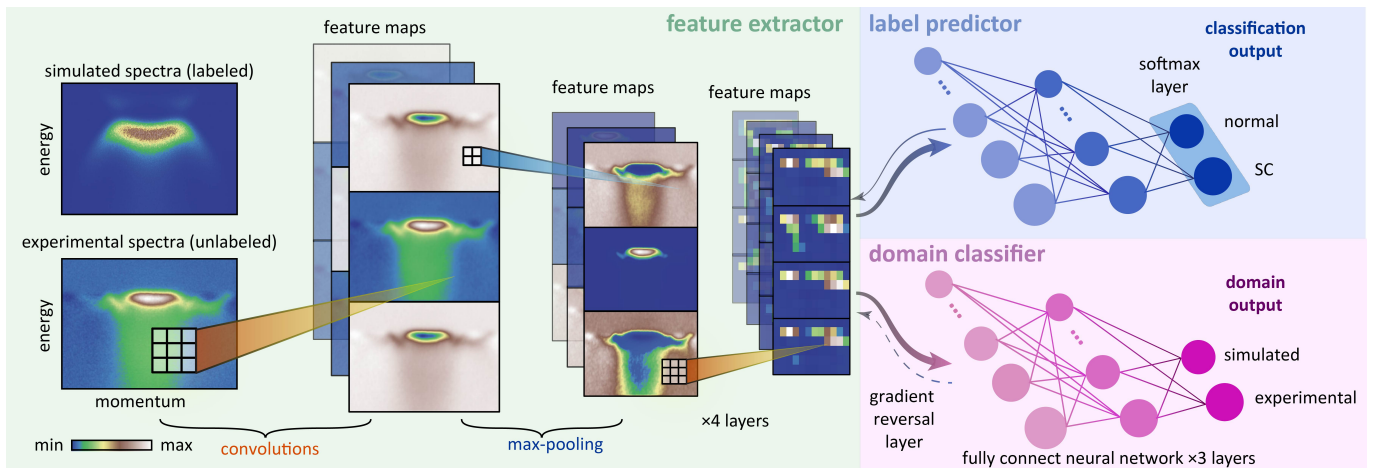 feature extractor
feature maps
simulated spectra (labeled)
energy
experimental spectra (unlabeled)
energy
momentum
min
max
convolutions
feature maps
max-pooling
feature maps
×4 layers
label predictor
classification
output
softmax
layer
normal
SC
domain classifier
domain
output
simulated
experimental
gradient
reversal
layer
fully connect neural network ×3 layers